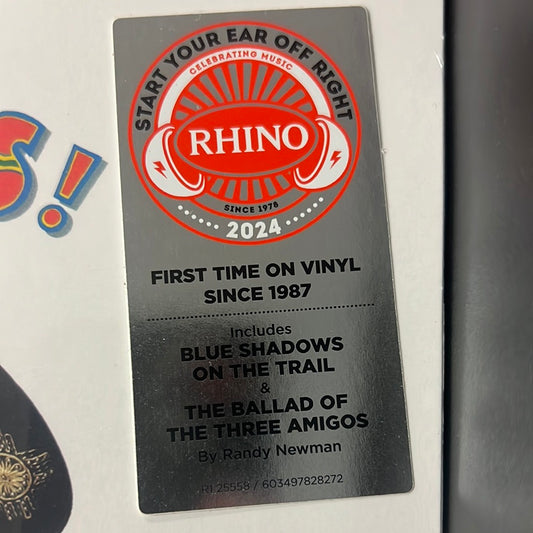 START YOUR EAR OFF RIGHT
CELEBRATING MUSIC
RHINO
SINCE 1978
2024
S!
FIRST TIME ON VINYL
SINCE 1987
Includes
BLUE SHADOWS
ON THE TRAIL
&
THE BALLAD OF
THE THREE AMIGOS
By Randy Newman
R1 25558 / 603497828272